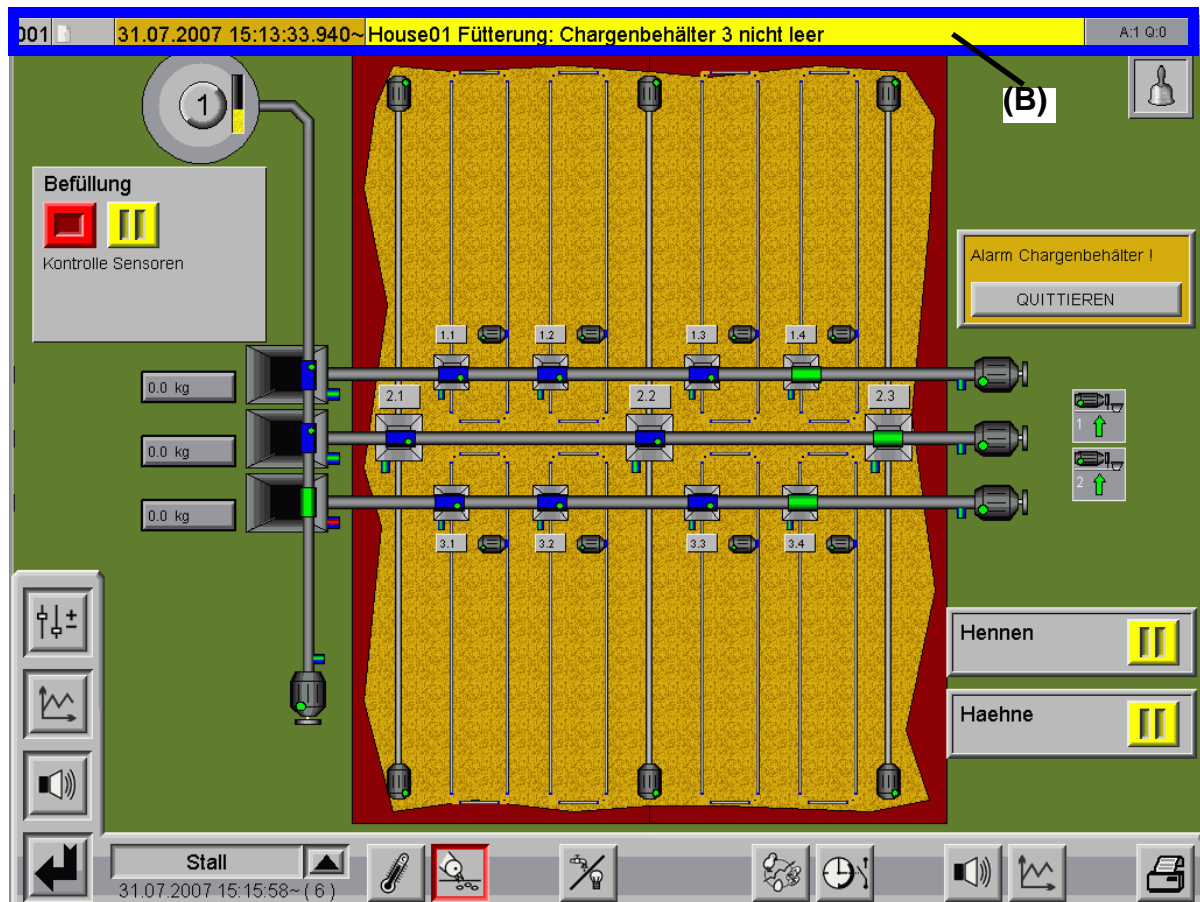 001 31.07.2007 15:13:33.940~ House01 Fütterung: Chargenbehälter 3 nicht leer A:1 Q:0
(B)
1
Befüllung
Kontrolle Sensoren
Alarm Chargenbehälter !
QUITTIEREN
1.1 1.2 1.3 1.4
0.0 kg
2.1 2.2 2.3
1
0.0 kg
2
0.0 kg
3.1 3.2 3.3 3.4
±
Hennen
Haehne
Stall
31.07.2007 15:15:58~ ( 6 )